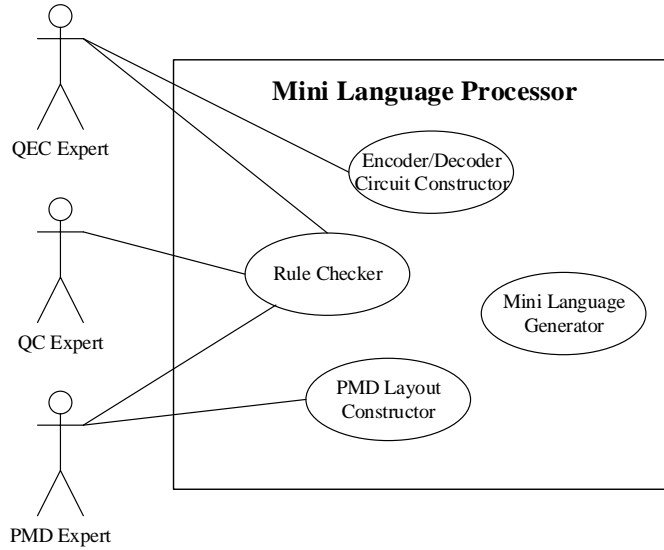 Mini Language Processor
QEC Expert
Encoder/Decoder
Circuit Constructor
Rule Checker
QC Expert
Mini Language
Generator
PMD Layout
Constructor
PMD Expert